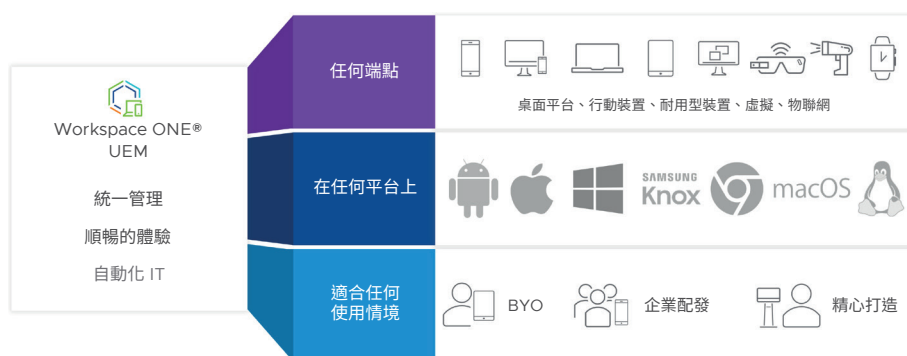 Workspace ONE®
UEM
統一管理
順暢的體驗
自動化 IT
任何端點
桌面平台、行動裝置、耐用型裝置、虛擬、物聯網
在任何平台上
SAMSUNG
Knox
macOS
適合任何
使用情境
BYO
企業配發
精心打造